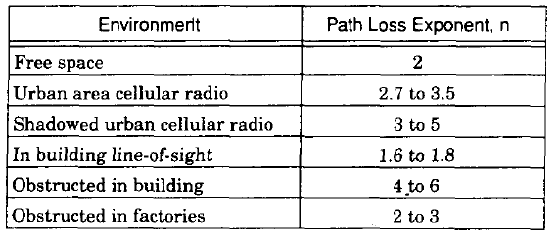 Environment Path Loss Exponent, n
Free space 2
Urban area cellular radio 2.7 to 3.5
Shadowed urban cellular radio 3 to 5
In building line-of-sight 1.6 to 1.8
Obstructed in building 4 to 6
Obstructed in factories 2 to 3